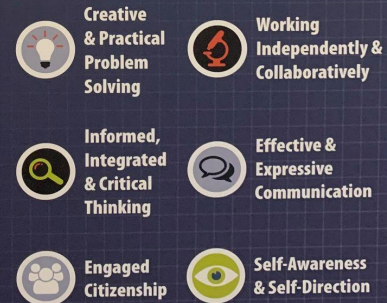 Creative
& Practical
Problem
Solving
Working
Independently &
Collaboratively
Informed,
Integrated
& Critical
Thinking
Effective &
Expressive
Communication
Engaged
Citizenship
Self-Awareness
& Self-Direction